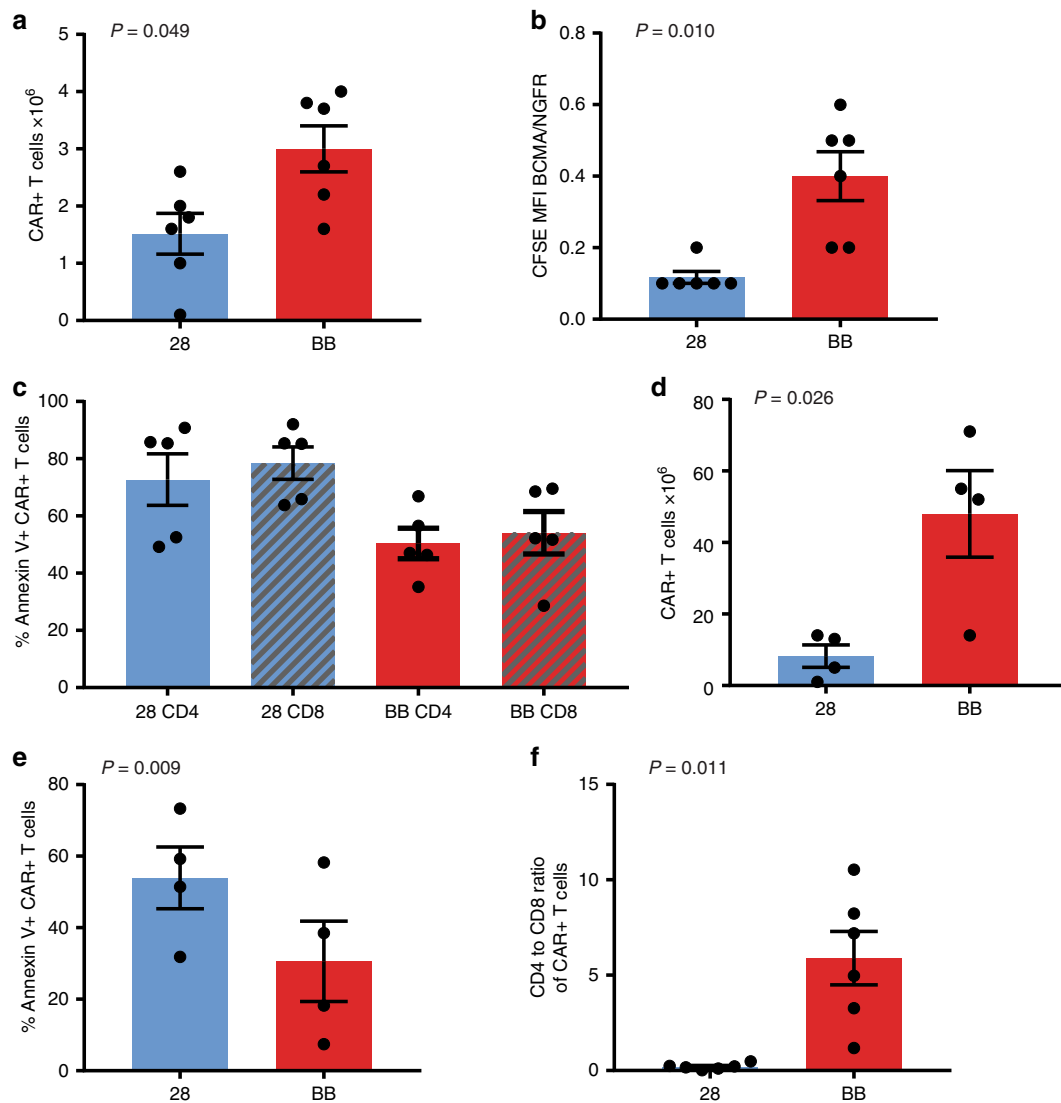 a
P = 0.049
CAR+ T cells ×10⁶
6
5
4
3
2
1
0
28
BB
b
P = 0.010
CFSE MFI BCMA/NGFR
0.8
0.6
0.4
0.2
0.0
28
BB
c
% Annexin V+ CAR+ T cells
100
80
60
40
20
0
28 CD4
28 CD8
BB CD4
BB CD8
d
P = 0.026
CAR+ T cells ×10⁶
80
60
40
20
0
28
BB
e
P = 0.009
% Annexin V+ CAR+ T cells
80
60
40
20
0
28
BB
f
P = 0.011
CD4 to CD8 ratio
of CAR+ T cells
15
10
5
0
28
BB